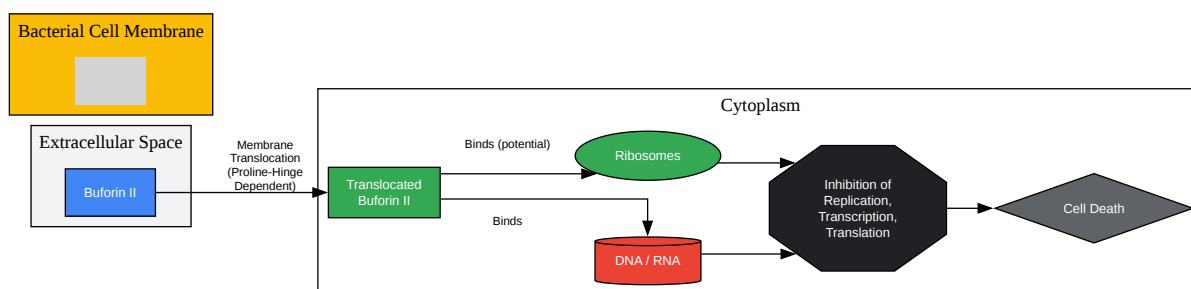 Bacterial Cell Membrane
Extracellular Space
Buforin II
Membrane
Translocation
(Proline-Hinge
Dependent)
Cytoplasm
Translocated
Buforin II
Binds (potential)
Binds
Ribosomes
DNA / RNA
Inhibition of
Replication,
Transcription,
Translation
Cell Death